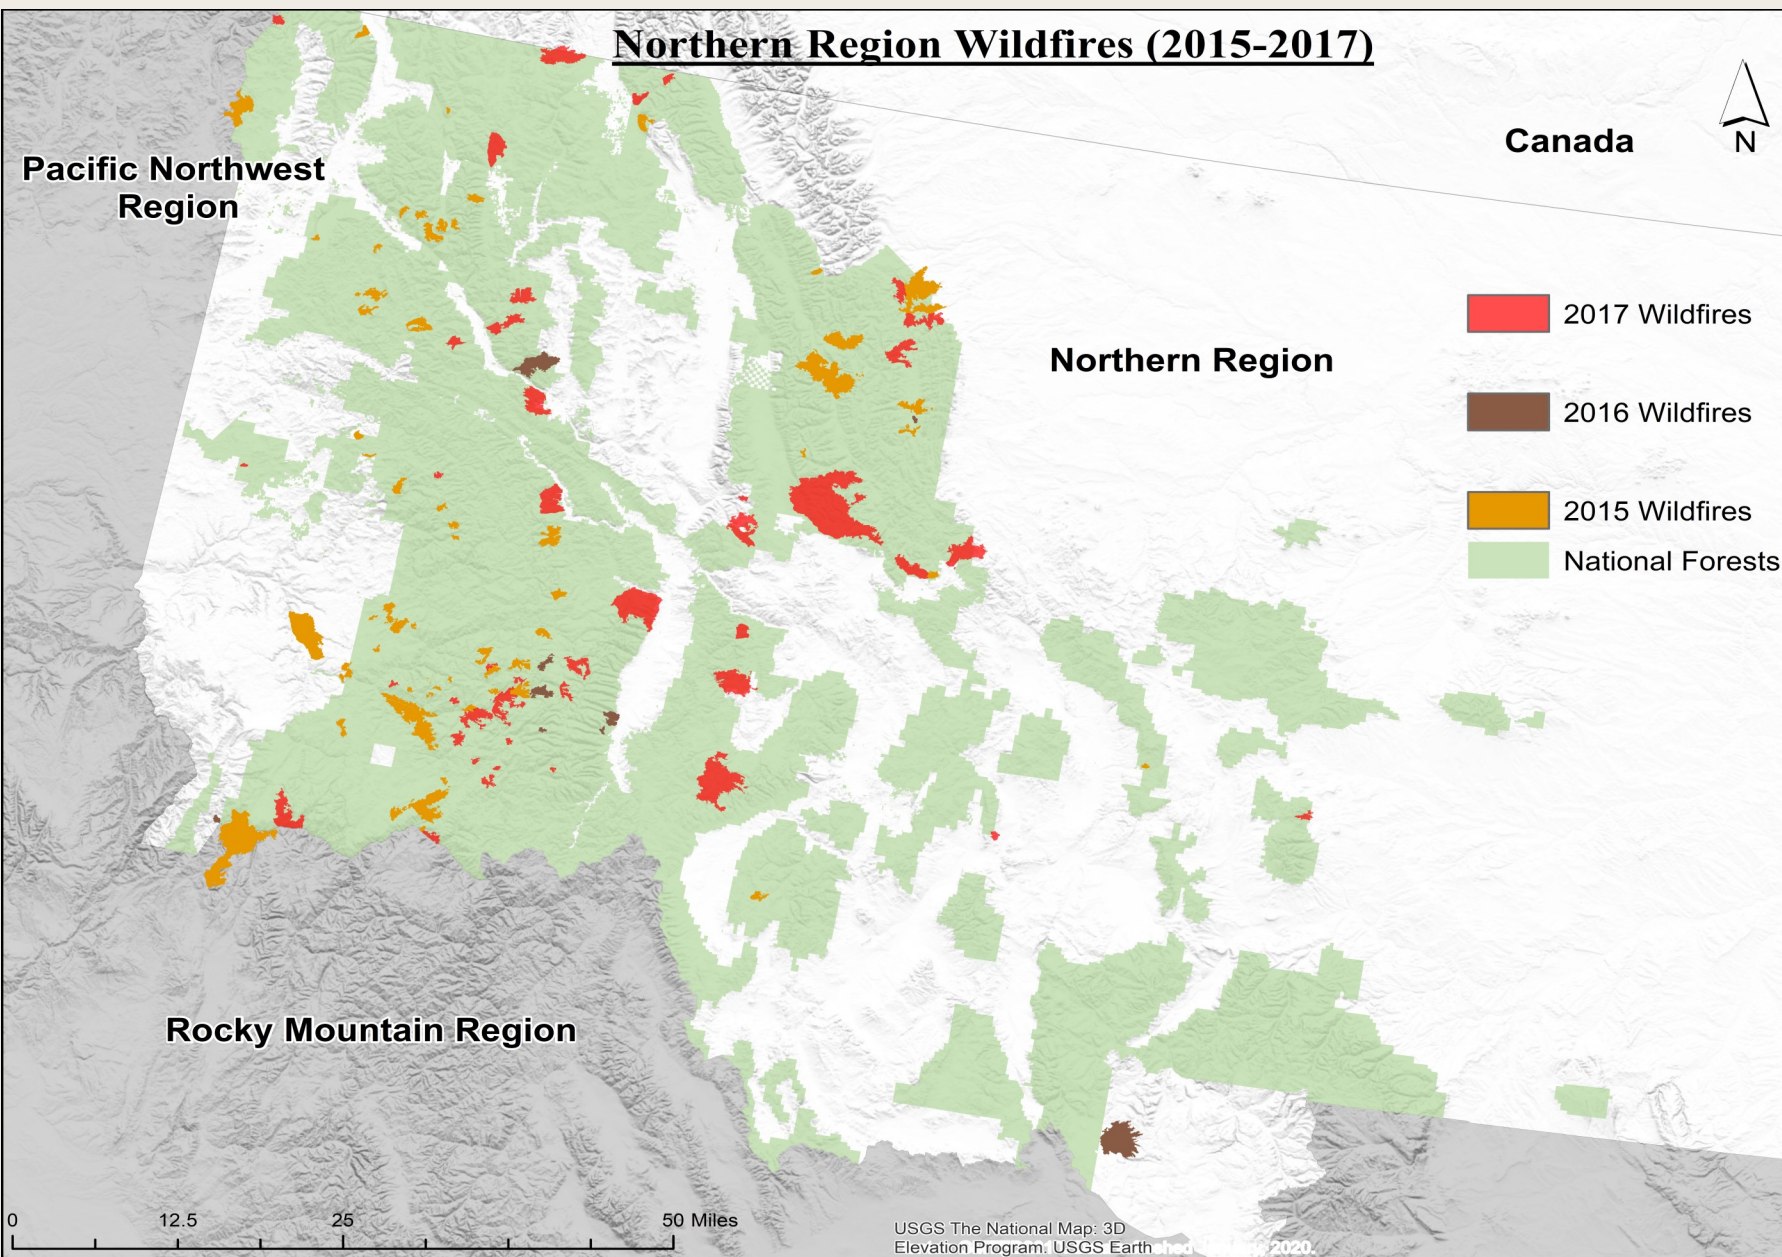 Northern Region Wildfires (2015-2017)
Canada
N
Pacific Northwest
Region
2017 Wildfires
Northern Region
2016 Wildfires
2015 Wildfires
National Forests
Rocky Mountain Region
0 12.5 25 50 Miles
USGS The National Map: 3D
Elevation Program. USGS Earth 2020.